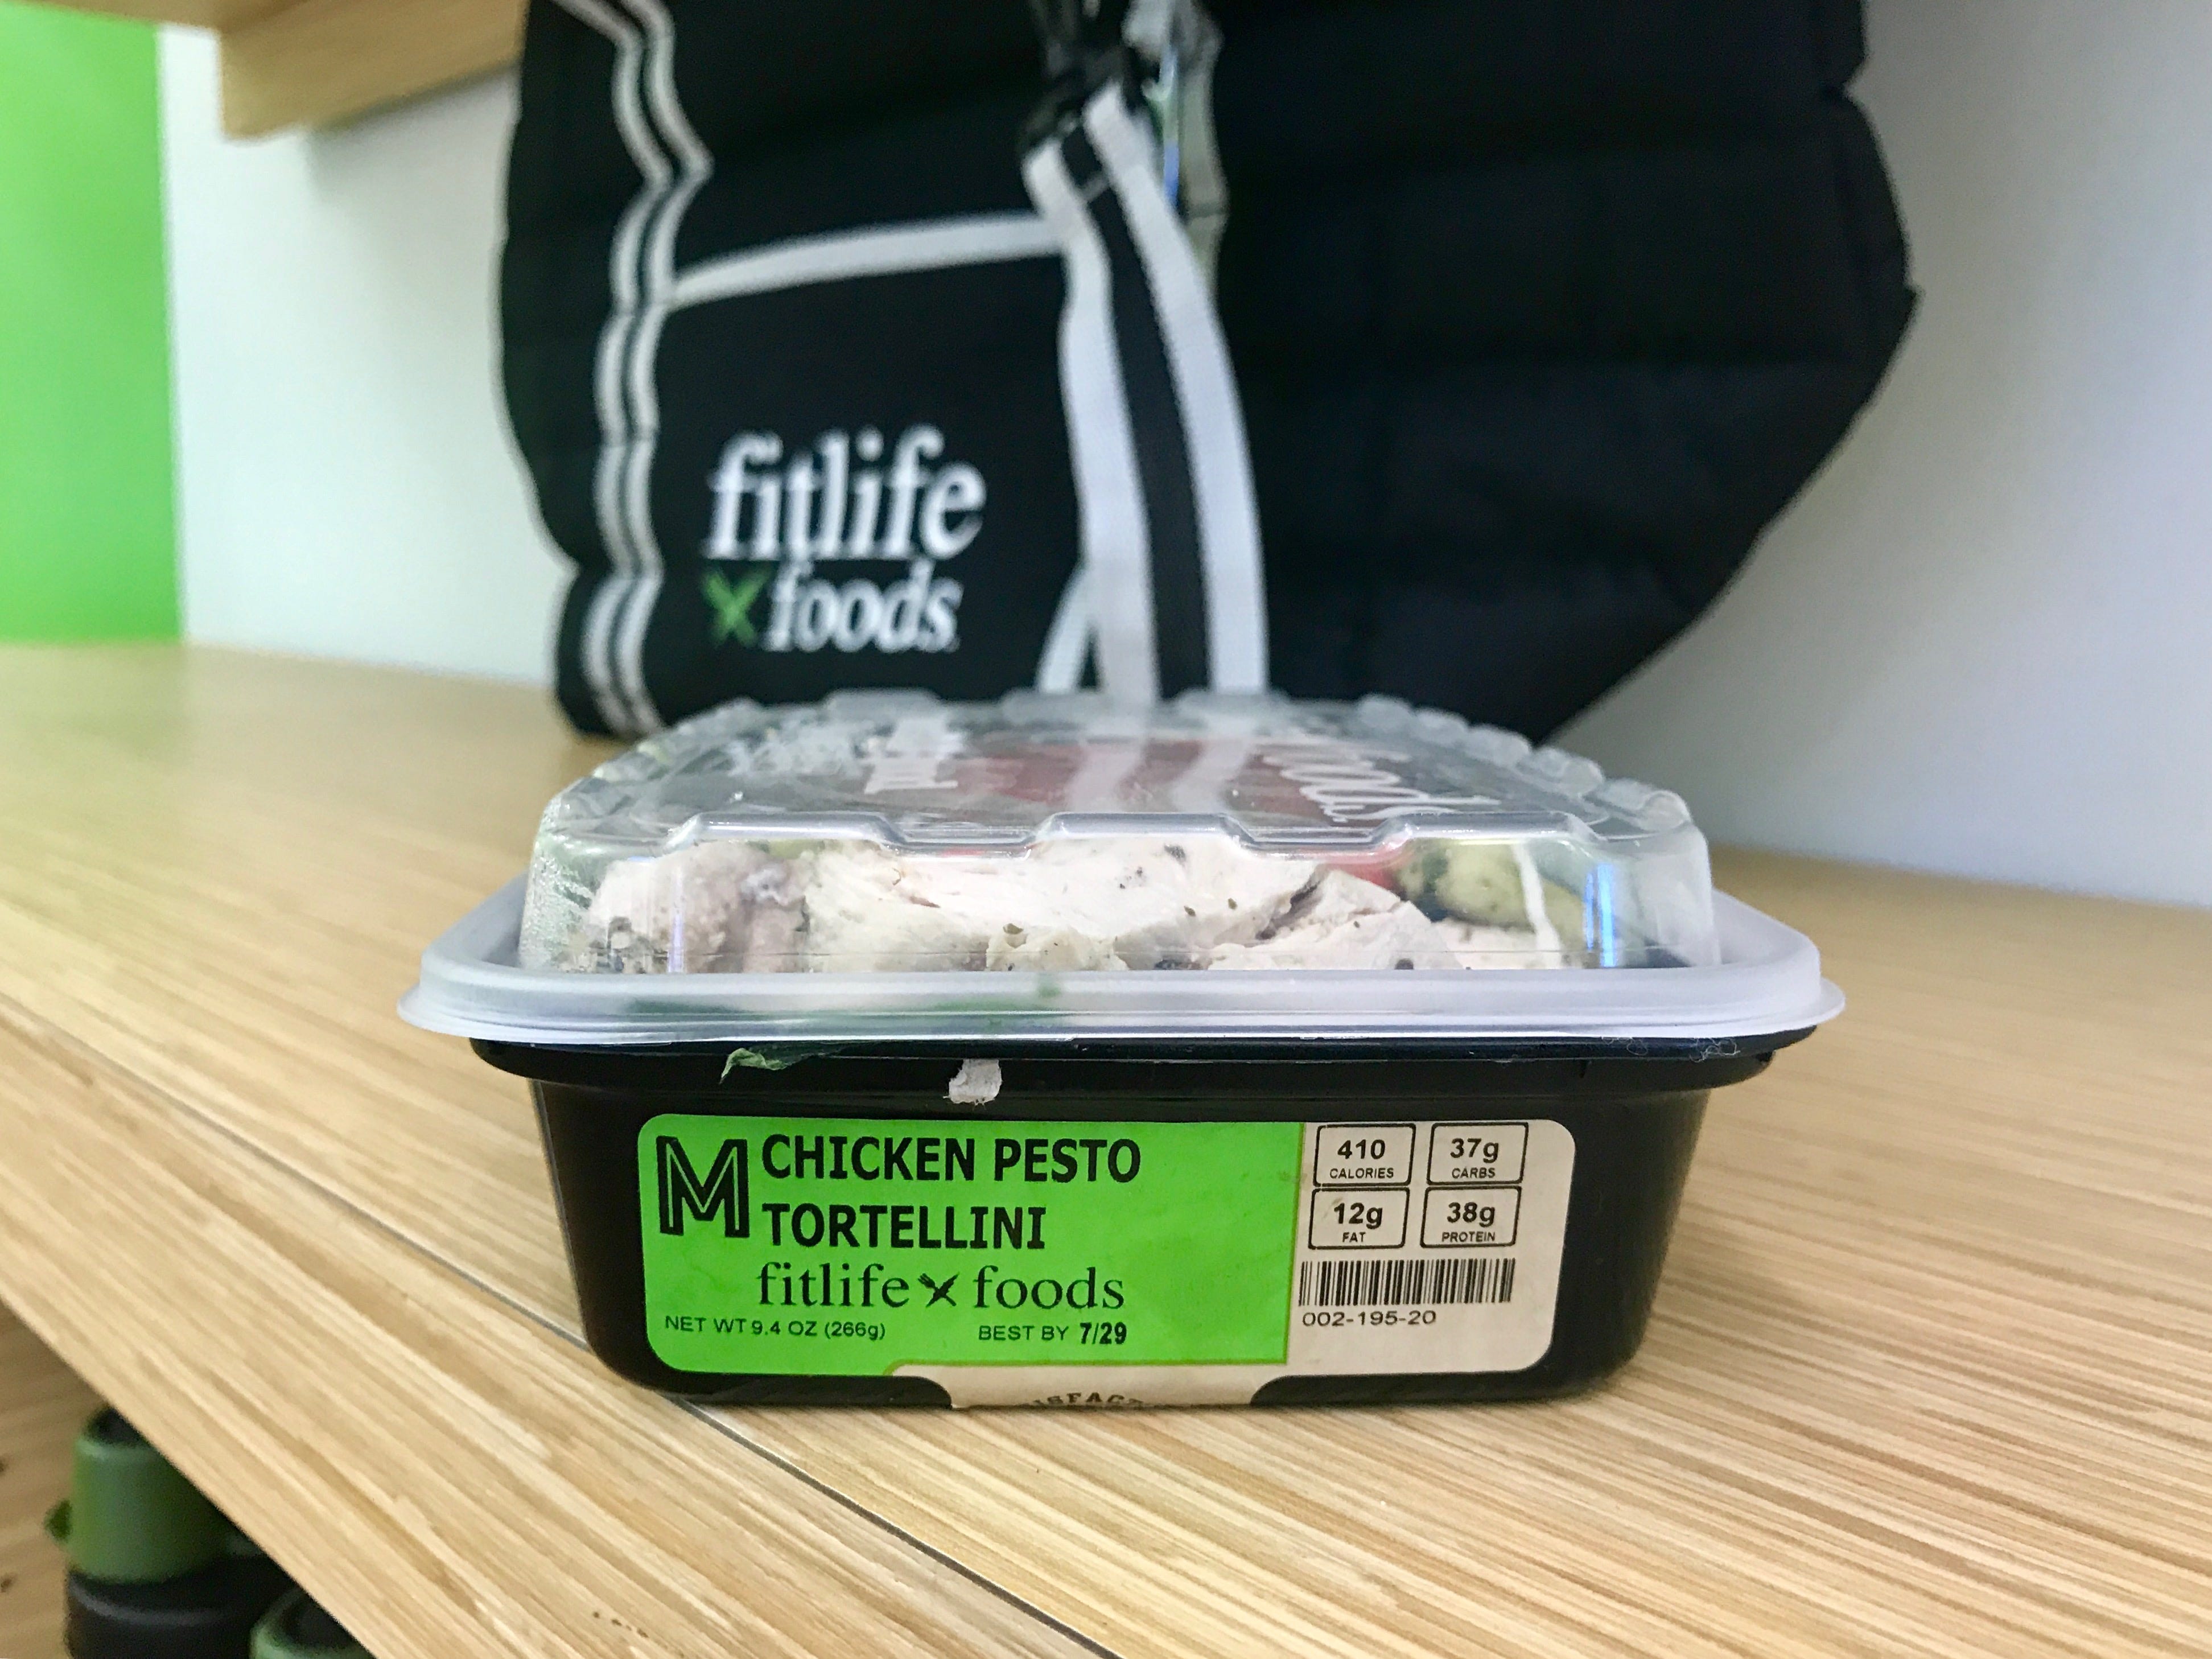 fitlife
foods
M CHICKEN PESTO
TORTELLINI
fitlife foods
NET WT 9.4 OZ (266g) BEST BY 7/29
410
CALORIES
37g
CARBS
12g
FAT
38g
PROTEIN
002-195-20